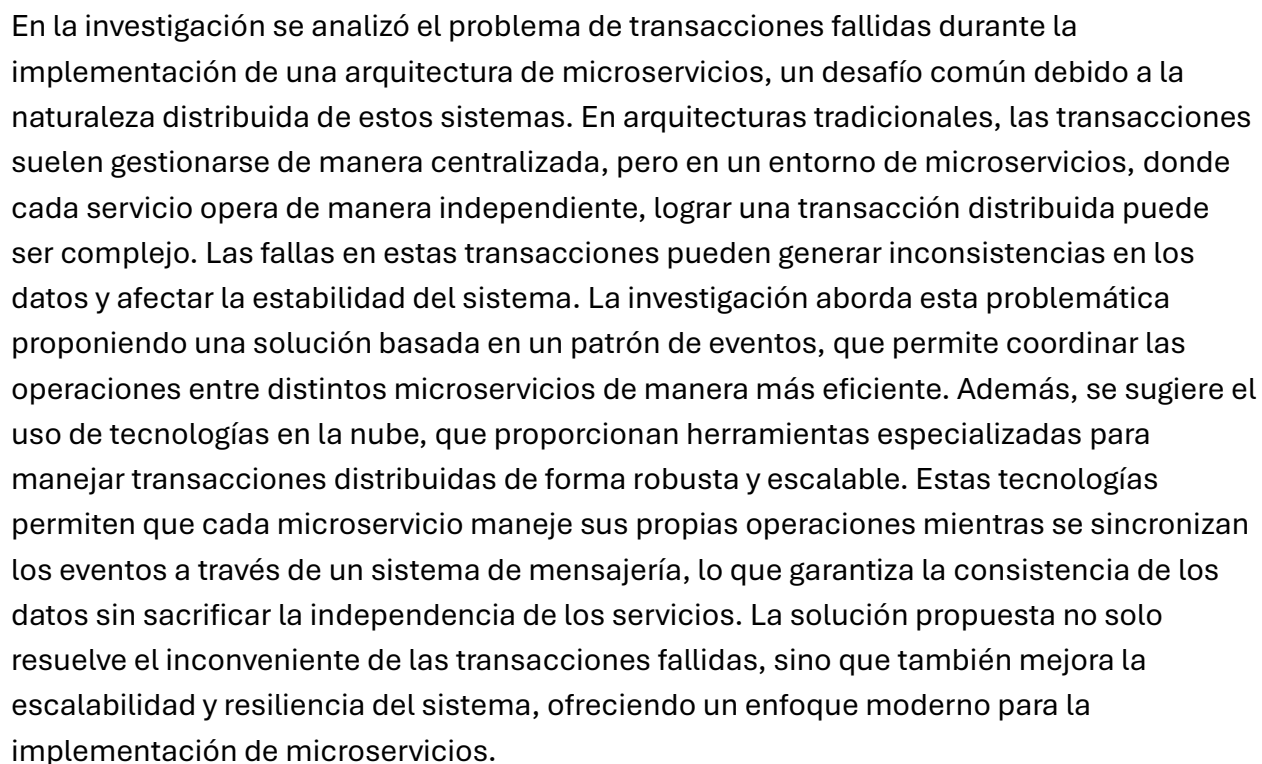 En la investigación se analizó el problema de transacciones fallidas durante la
implementación de una arquitectura de microservicios, un desafío común debido a la
naturaleza distribuida de estos sistemas. En arquitecturas tradicionales, las transacciones
suelen gestionarse de manera centralizada, pero en un entorno de microservicios, donde
cada servicio opera de manera independiente, lograr una transacción distribuida puede
ser complejo. Las fallas en estas transacciones pueden generar inconsistencias en los
datos y afectar la estabilidad del sistema. La investigación aborda esta problemática
proponiendo una solución basada en un patrón de eventos, que permite coordinar las
operaciones entre distintos microservicios de manera más eficiente. Además, se sugiere el
uso de tecnologías en la nube, que proporcionan herramientas especializadas para
manejar transacciones distribuidas de forma robusta y escalable. Estas tecnologías
permiten que cada microservicio maneje sus propias operaciones mientras se sincronizan
los eventos a través de un sistema de mensajería, lo que garantiza la consistencia de los
datos sin sacrificar la independencia de los servicios. La solución propuesta no solo
resuelve el inconveniente de las transacciones fallidas, sino que también mejora la
escalabilidad y resiliencia del sistema, ofreciendo un enfoque moderno para la
implementación de microservicios.